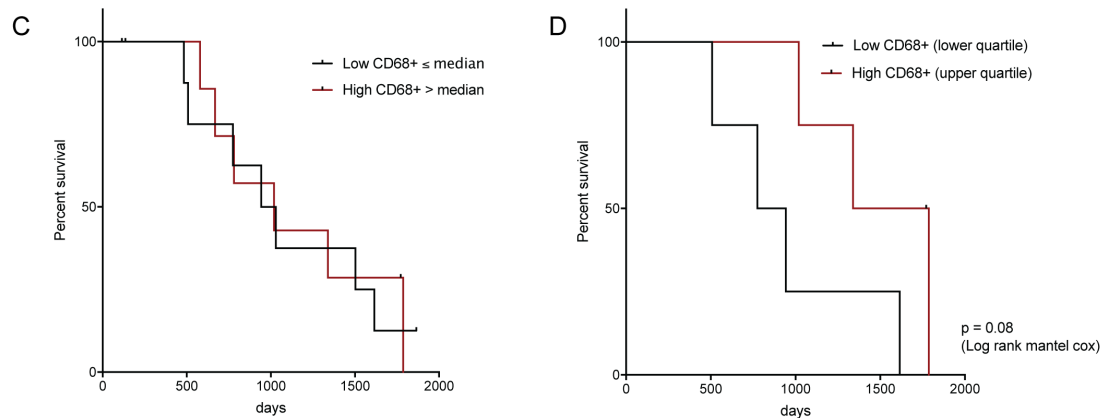 C
100
50
0
Percent survival
0
500
1000
1500
2000
days
Low CD68+ ≤ median
High CD68+ > median
D
100
50
0
Percent survival
0
500
1000
1500
2000
days
Low CD68+ (lower quartile)
High CD68+ (upper quartile)
p = 0.08
(Log rank mantel cox)